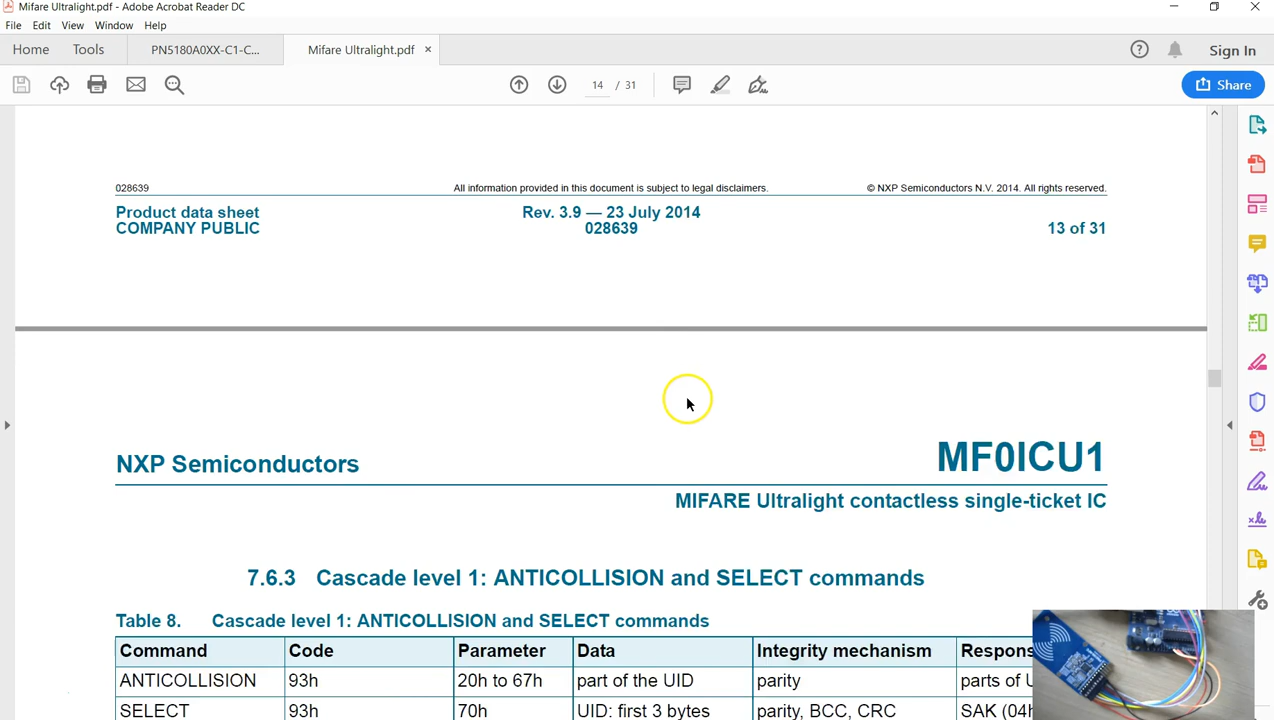 Mifare Ultralight.pdf - Adobe Acrobat Reader DC
File Edit View Window Help
Home Tools PN5180A0XX-C1-C... Mifare Ultralight.pdf × Sign In
14 / 31 Share
028639 All information provided in this document is subject to legal disclaimers. © NXP Semiconductors N.V. 2014. All rights reserved.
Product data sheet Rev. 3.9 — 23 July 2014
COMPANY PUBLIC 028639 13 of 31
NXP Semiconductors MF0ICU1
MIFARE Ultralight contactless single-ticket IC
7.6.3 Cascade level 1: ANTICOLLISION and SELECT commands
Table 8. Cascade level 1: ANTICOLLISION and SELECT commands
Command Code Parameter Data Integrity mechanism Respons
ANTICOLLISION 93h 20h to 67h part of the UID parity parts of U
SELECT 93h 70h UID: first 3 bytes parity, BCC, CRC SAK (04h